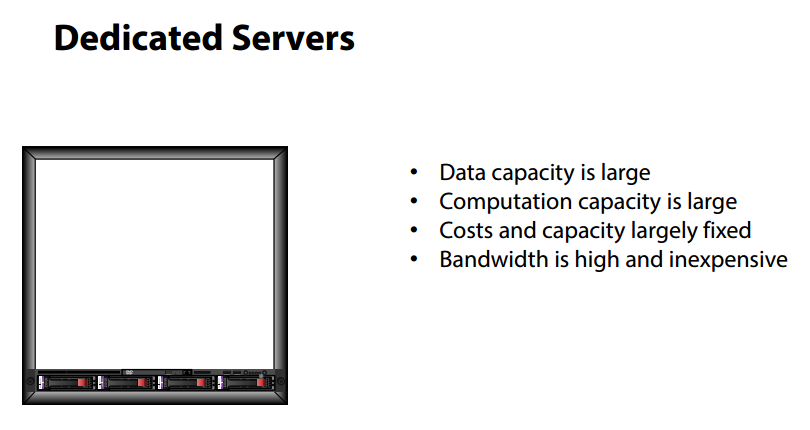 Dedicated Servers
• Data capacity is large
• Computation capacity is large
• Costs and capacity largely fixed
• Bandwidth is high and inexpensive